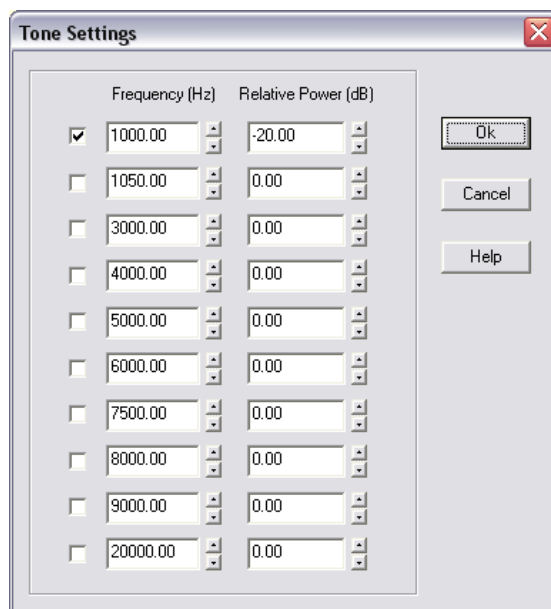 Tone Settings
Frequency (Hz) Relative Power (dB)
1000.00 -20.00 Ok
1050.00 0.00
Cancel
3000.00 0.00
Help
4000.00 0.00
5000.00 0.00
6000.00 0.00
7500.00 0.00
8000.00 0.00
9000.00 0.00
20000.00 0.00